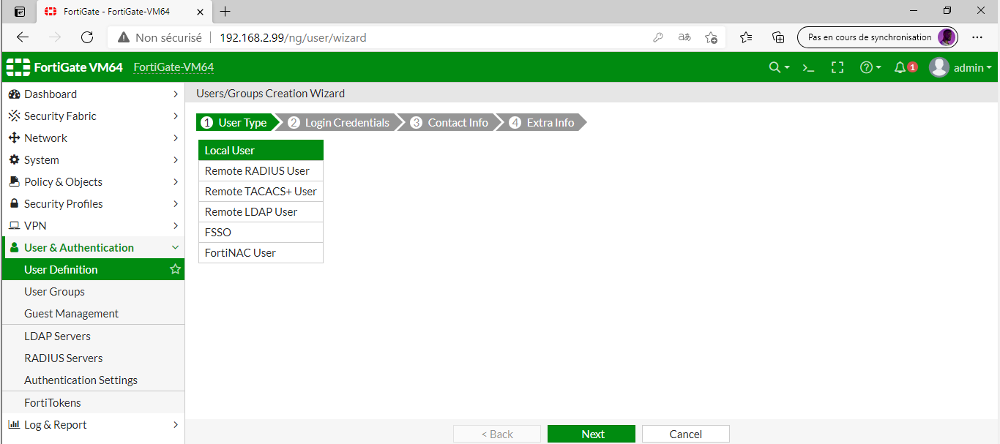 FortiGate - FortiGate-VM64
Non sécurisé 192.168.2.99/ng/user/wizard aあ Pas en cours de synchronisation
FortiGate VM64 FortiGate-VM64 >_ ? 1 admin
Dashboard
Security Fabric
Network
System
Policy & Objects
Security Profiles
VPN
User & Authentication
User Definition
User Groups
Guest Management
LDAP Servers
RADIUS Servers
Authentication Settings
FortiTokens
Log & Report
Users/Groups Creation Wizard
1 User Type 2 Login Credentials 3 Contact Info 4 Extra Info
Local User
Remote RADIUS User
Remote TACACS+ User
Remote LDAP User
FSSO
FortiNAC User
< Back Next Cancel